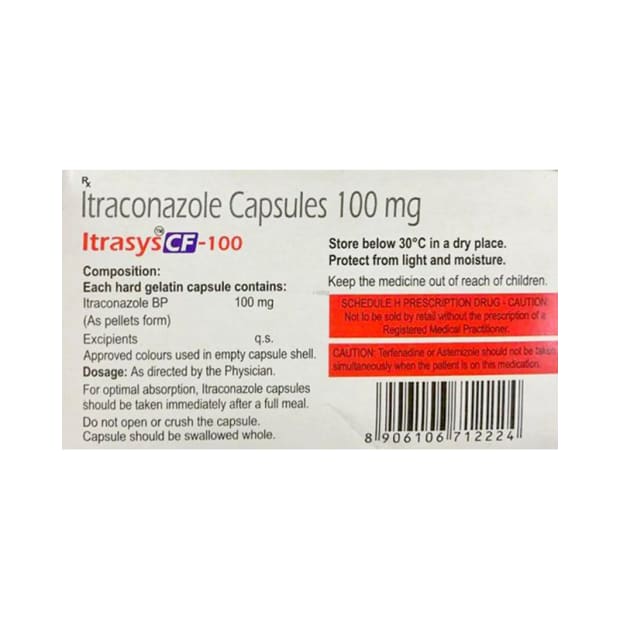 Rx
Itraconazole Capsules 100 mg
Itrasys™CF-100
Composition:
Each hard gelatin capsule contains:
Itraconazole BP 100 mg
(As pellets form)
Excipients q.s.
Approved colours used in empty capsule shell.
Dosage: As directed by the Physician.
For optimal absorption, Itraconazole capsules
should be taken immediately after a full meal.
Do not open or crush the capsule.
Capsule should be swallowed whole.
Store below 30°C in a dry place.
Protect from light and moisture.
Keep the medicine out of reach of children.
SCHEDULE H PRESCRIPTION DRUG - CAUTION
Not to be sold by retail without the prescription of a
Registered Medical Practitioner.
CAUTION: Terfenadine or Astemizole should not be taken
simultaneously when the patient is on this medication.
8 906106 712224